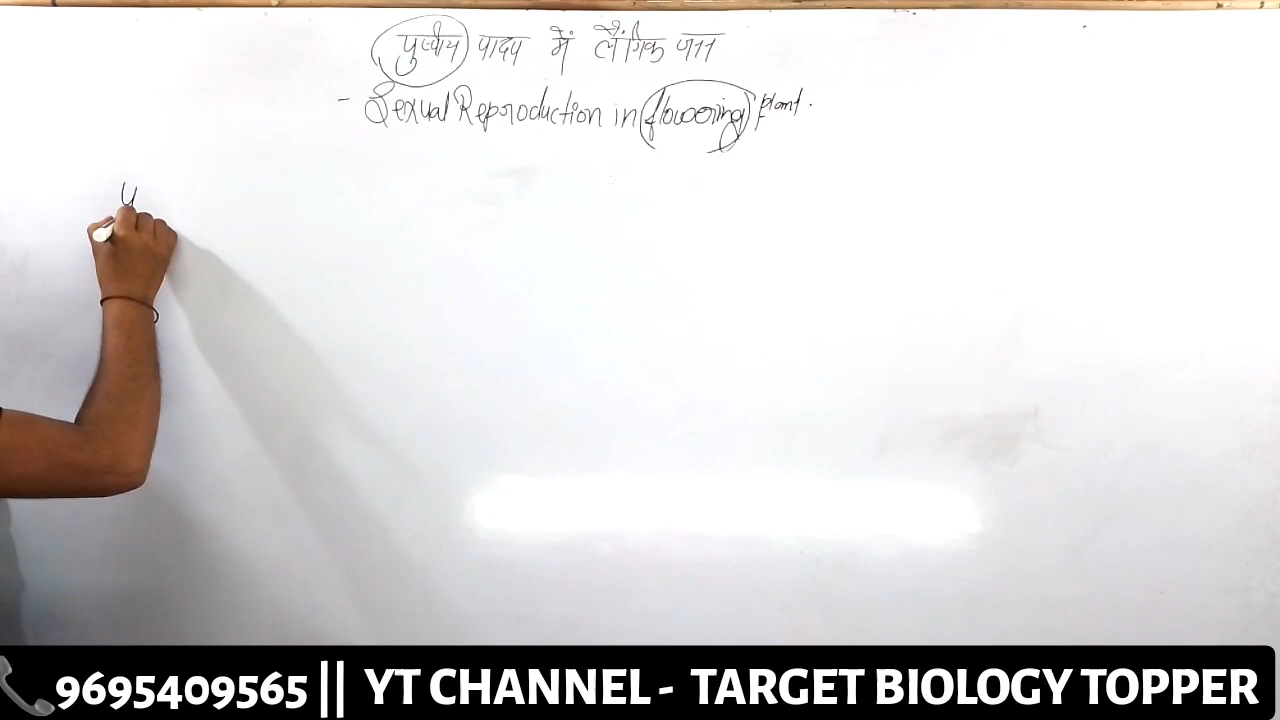 पुष्पीय पादप में लैंगिक जनन
- Sexual Reproduction in flowering plant.
9695409565 || YT CHANNEL - TARGET BIOLOGY TOPPER